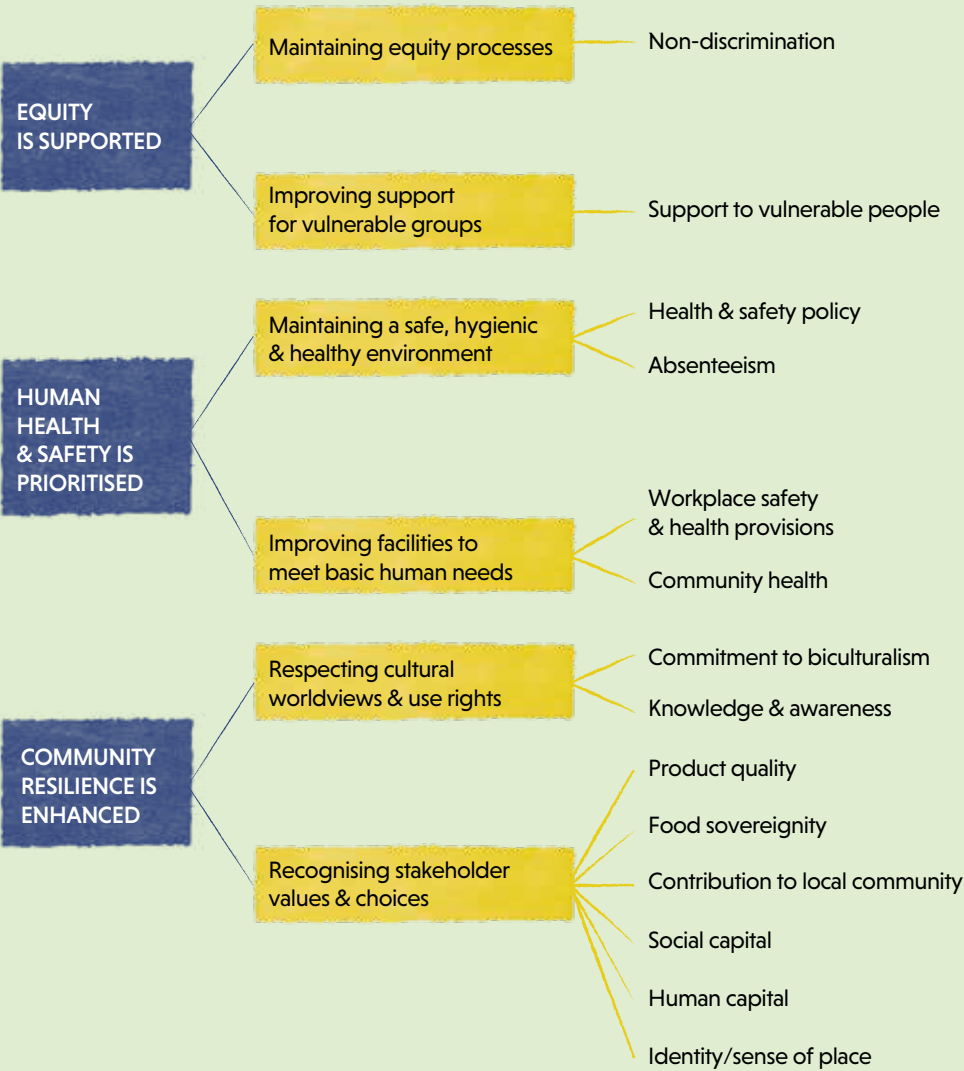 EQUITY
IS SUPPORTED
Maintaining equity processes
Non-discrimination
Improving support
for vulnerable groups
Support to vulnerable people
HUMAN
HEALTH
& SAFETY IS
PRIORITISED
Maintaining a safe, hygienic
& healthy environment
Health & safety policy
Absenteeism
Improving facilities to
meet basic human needs
Workplace safety
& health provisions
Community health
COMMUNITY
RESILIENCE IS
ENHANCED
Respecting cultural
worldviews & use rights
Commitment to biculturalism
Knowledge & awareness
Recognising stakeholder
values & choices
Product quality
Food sovereignity
Contribution to local community
Social capital
Human capital
Identity/sense of place